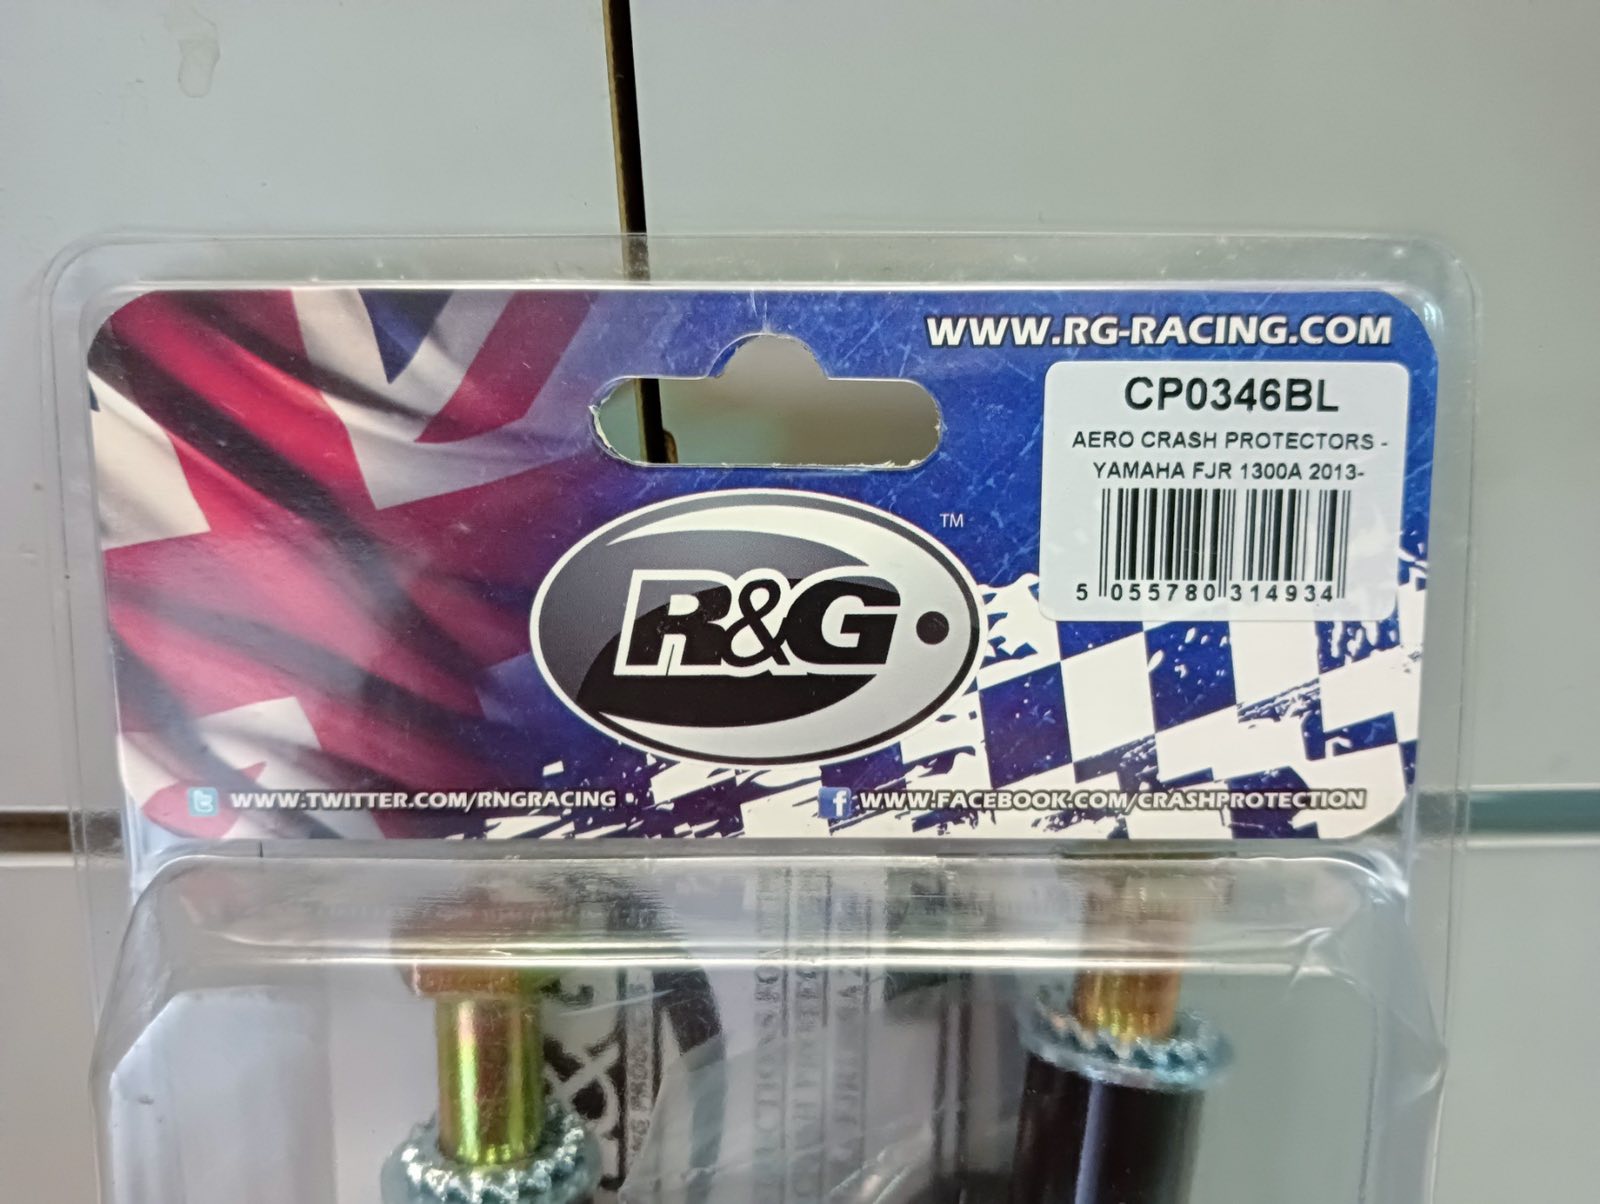 WWW.RG-RACING.COM
CP0346BL
AERO CRASH PROTECTORS -
YAMAHA FJR 1300A 2013-
5 055780 314934
TM
R&G
WWW.TWITTER.COM/RNGRACING
WWW.FACEBOOK.COM/CRASHPROTECTION